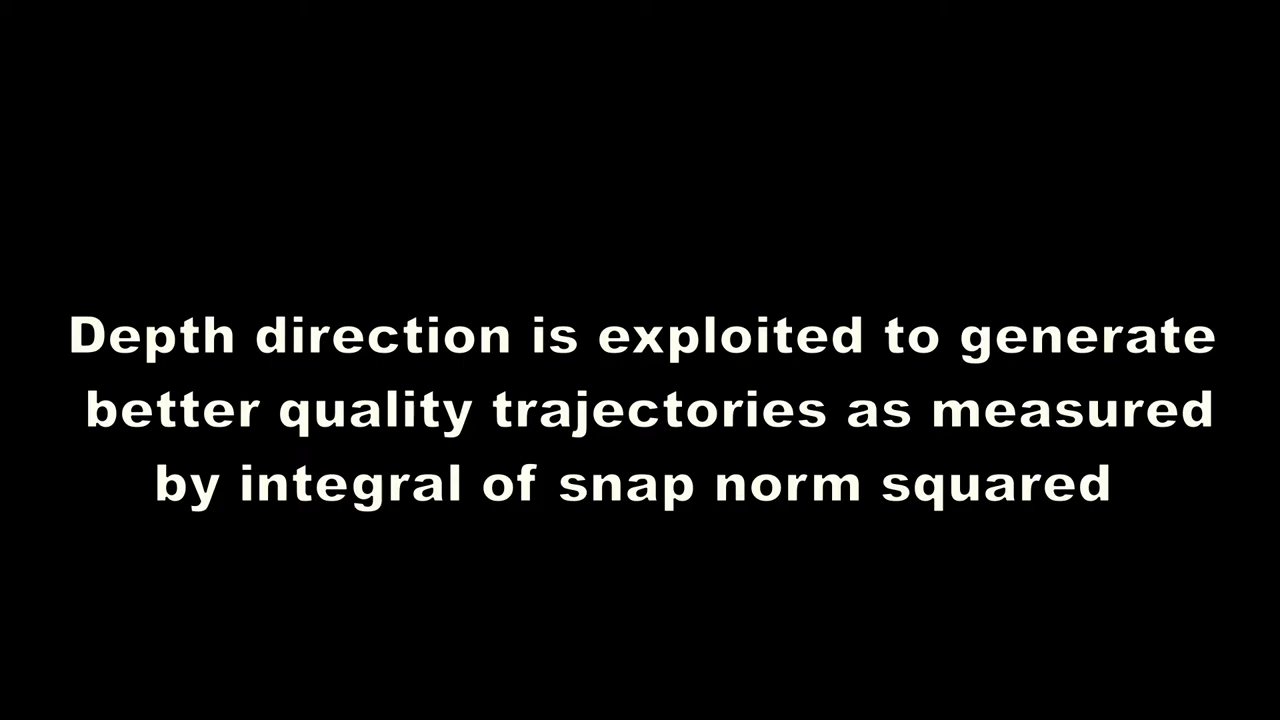 Depth direction is exploited to generate
better quality trajectories as measured
by integral of snap norm squared